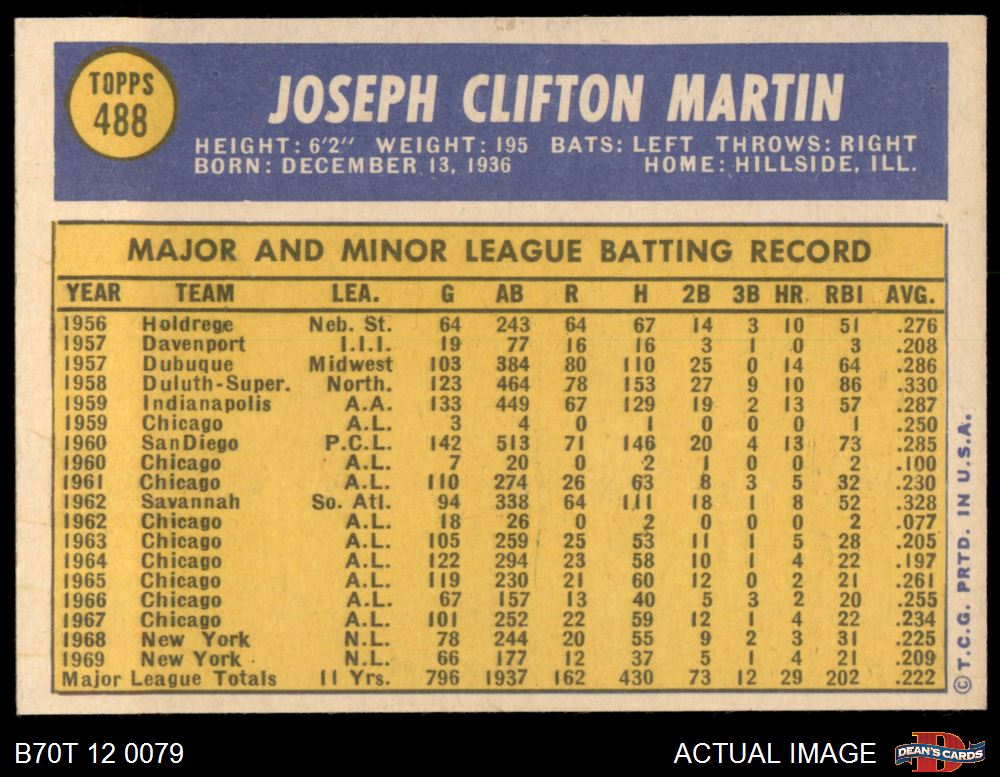 TOPPS
488
JOSEPH CLIFTON MARTIN
HEIGHT: 6'2" WEIGHT: 195 BATS: LEFT THROWS: RIGHT
BORN: DECEMBER 13, 1936 HOME: HILLSIDE, ILL.
MAJOR AND MINOR LEAGUE BATTING RECORD
YEAR TEAM LEA. G AB R H 2B 3B HR. RBI AVG.
1956 Holdrege Neb. St. 64 243 64 67 14 3 10 51 .276
1957 Davenport I.I.I. 19 77 16 16 3 1 0 3 .208
1957 Dubuque Midwest 103 384 80 110 25 0 14 64 .286
1958 Duluth-Super. North. 123 464 78 153 27 9 10 86 .330
1959 Indianapolis A.A. 133 449 67 129 19 2 13 57 .287
1959 Chicago A.L. 3 4 0 1 0 0 0 1 .250
1960 San Diego P.C.L. 142 513 71 146 20 4 13 73 .285
1960 Chicago A.L. 7 20 0 2 1 0 0 2 .100
1961 Chicago A.L. 110 274 26 63 8 3 5 32 .230
1962 Savannah So. Atl. 94 338 64 111 18 1 8 52 .328
1962 Chicago A.L. 18 26 0 2 0 0 0 2 .077
1963 Chicago A.L. 105 259 25 53 11 1 5 28 .205
1964 Chicago A.L. 122 294 23 58 10 1 4 22 .197
1965 Chicago A.L. 119 230 21 60 12 0 2 21 .261
1966 Chicago A.L. 67 157 13 40 5 3 2 20 .255
1967 Chicago A.L. 101 252 22 59 12 1 4 22 .234
1968 New York N.L. 78 244 20 55 9 2 3 31 .225
1969 New York N.L. 66 177 12 37 5 1 4 21 .209
Major League Totals 11 Yrs. 796 1937 162 430 73 12 29 202 .222
© T.C.G. PRTD. IN U.S.A.
B70T 12 0079 ACTUAL IMAGE
DEAN'S CARDS